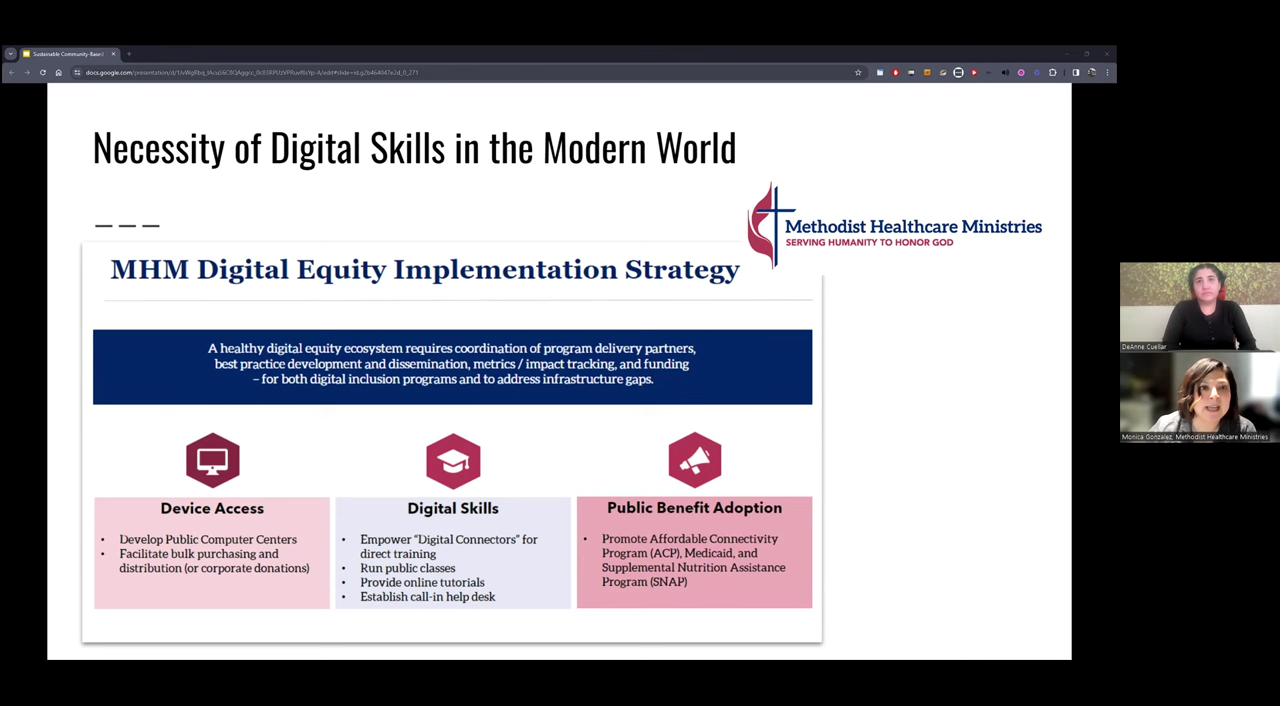 Sustainable Community-Based
Necessity of Digital Skills in the Modern World
Methodist Healthcare Ministries
SERVING HUMANITY TO HONOR GOD
MHM Digital Equity Implementation Strategy
A healthy digital equity ecosystem requires coordination of program delivery partners,
best practice development and dissemination, metrics / impact tracking, and funding
– for both digital inclusion programs and to address infrastructure gaps.
Device Access
• Develop Public Computer Centers
• Facilitate bulk purchasing and
distribution (or corporate donations)
Digital Skills
• Empower “Digital Connectors” for
direct training
• Run public classes
• Provide online tutorials
• Establish call-in help desk
Public Benefit Adoption
• Promote Affordable Connectivity
Program (ACP), Medicaid, and
Supplemental Nutrition Assistance
Program (SNAP)
DeAnne Cuellar
Monica Gonzalez, Methodist Healthcare Ministries